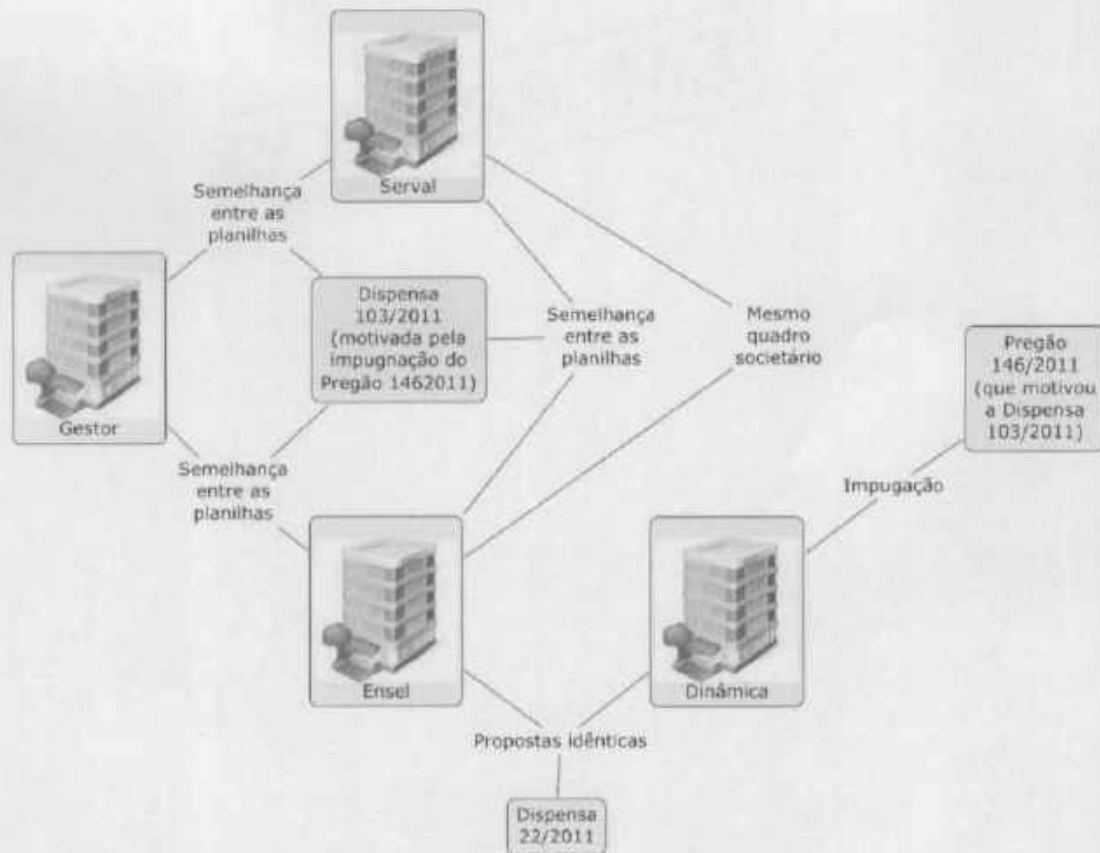 Serval
Semelhança
entre as
planilhas
Gestor
Dispensa
103/2011
(motivada pela
impugnação do
Pregão 1462011)
Semelhança
entre as
planilhas
Mesmo
quadro
societário
Pregão
146/2011
(que motivou
a Dispensa
103/2011)
Semelhança
entre as
planilhas
Impugação
Ensel
Dinâmica
Propostas idênticas
Dispensa
22/2011